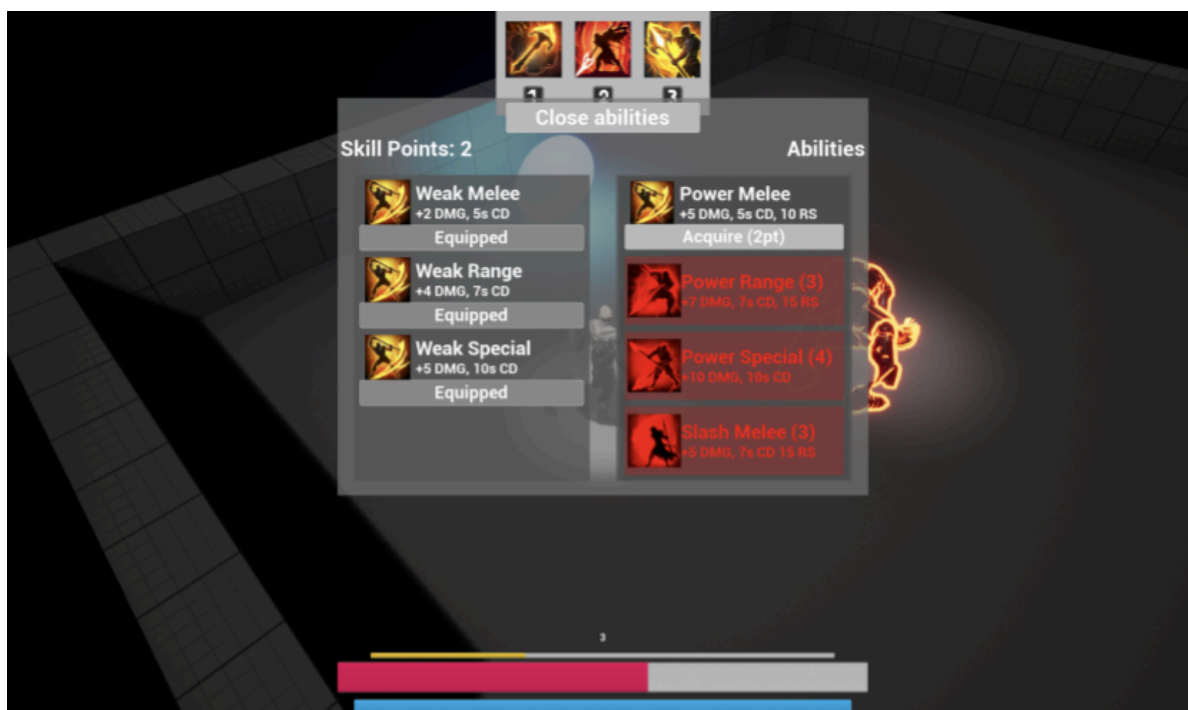 1 2 3
Close abilities
Skill Points: 2
Abilities
Weak Melee
+2 DMG, 5s CD
Equipped
Weak Range
+4 DMG, 7s CD
Equipped
Weak Special
+5 DMG, 10s CD
Equipped
Power Melee
+5 DMG, 5s CD, 10 RS
Acquire (2pt)
Power Range (3)
+7 DMG, 7s CD, 15 RS
Power Special (4)
+10 DMG, 10s CD
Slash Melee (3)
+5 DMG, 7s CD 15 RS
3